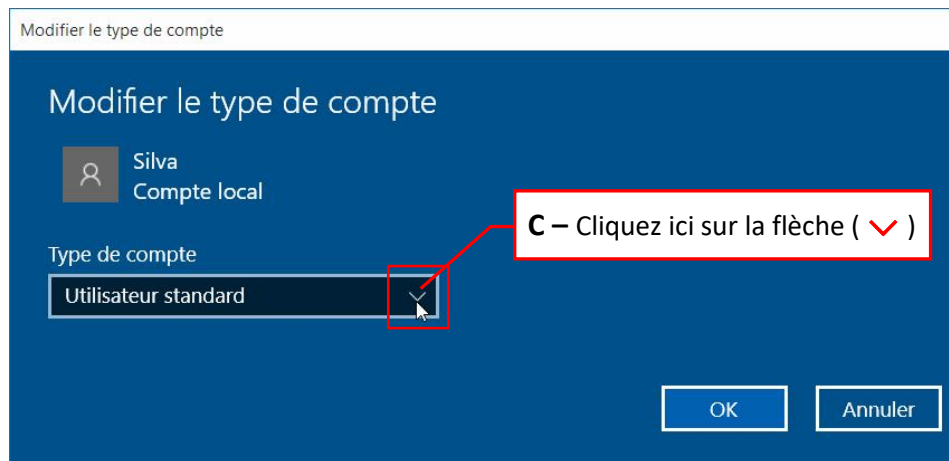 Modifier le type de compte
Modifier le type de compte
Silva
Compte local
C – Cliquez ici sur la flèche ( )
Type de compte
Utilisateur standard
OK
Annuler